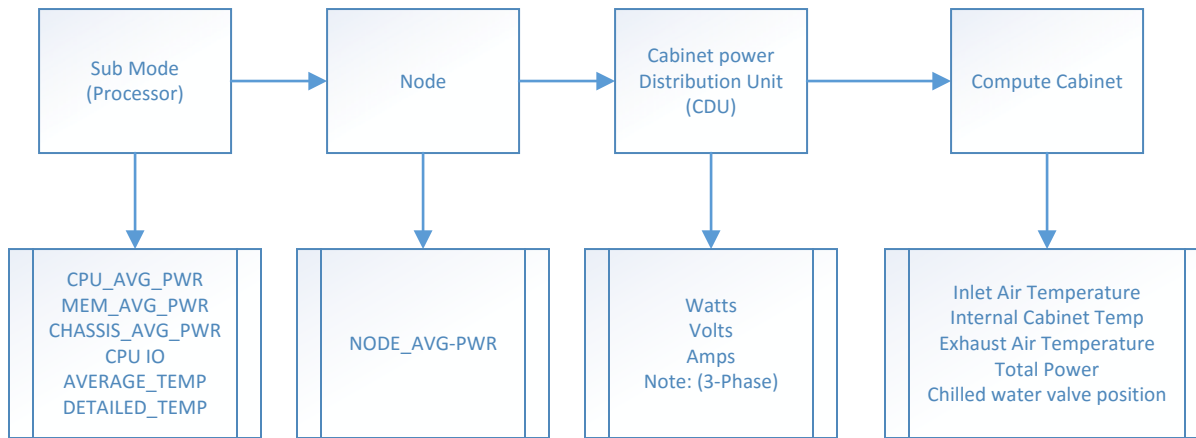 Sub Mode
(Processor)
Node
Cabinet power
Distribution Unit
(CDU)
Compute Cabinet
CPU_AVG_PWR
MEM_AVG_PWR
CHASSIS_AVG_PWR
CPU IO
AVERAGE_TEMP
DETAILED_TEMP
NODE_AVG-PWR
Watts
Volts
Amps
Note: (3-Phase)
Inlet Air Temperature
Internal Cabinet Temp
Exhaust Air Temperature
Total Power
Chilled water valve position